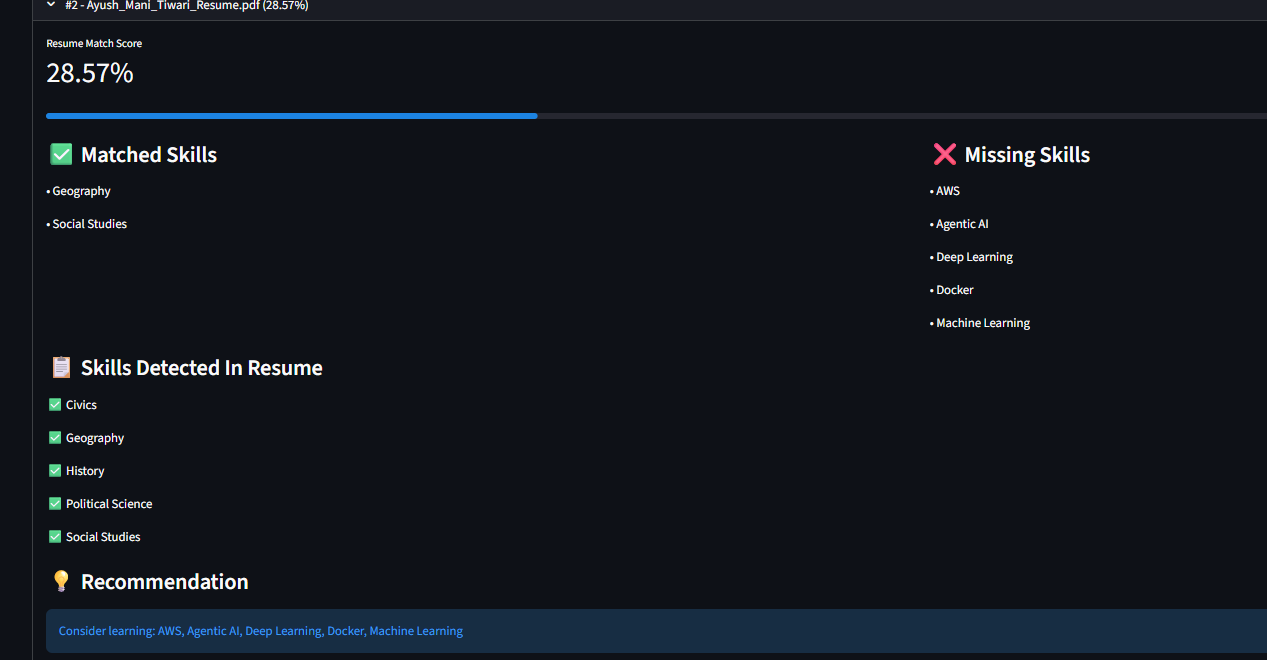 #2 - Ayush_Mani_Tiwari_Resume.pdf (28.57%)
Resume Match Score
28.57%
Matched Skills
• Geography
• Social Studies
Missing Skills
• AWS
• Agentic AI
• Deep Learning
• Docker
• Machine Learning
Skills Detected In Resume
Civics
Geography
History
Political Science
Social Studies
Recommendation
Consider learning: AWS, Agentic AI, Deep Learning, Docker, Machine Learning